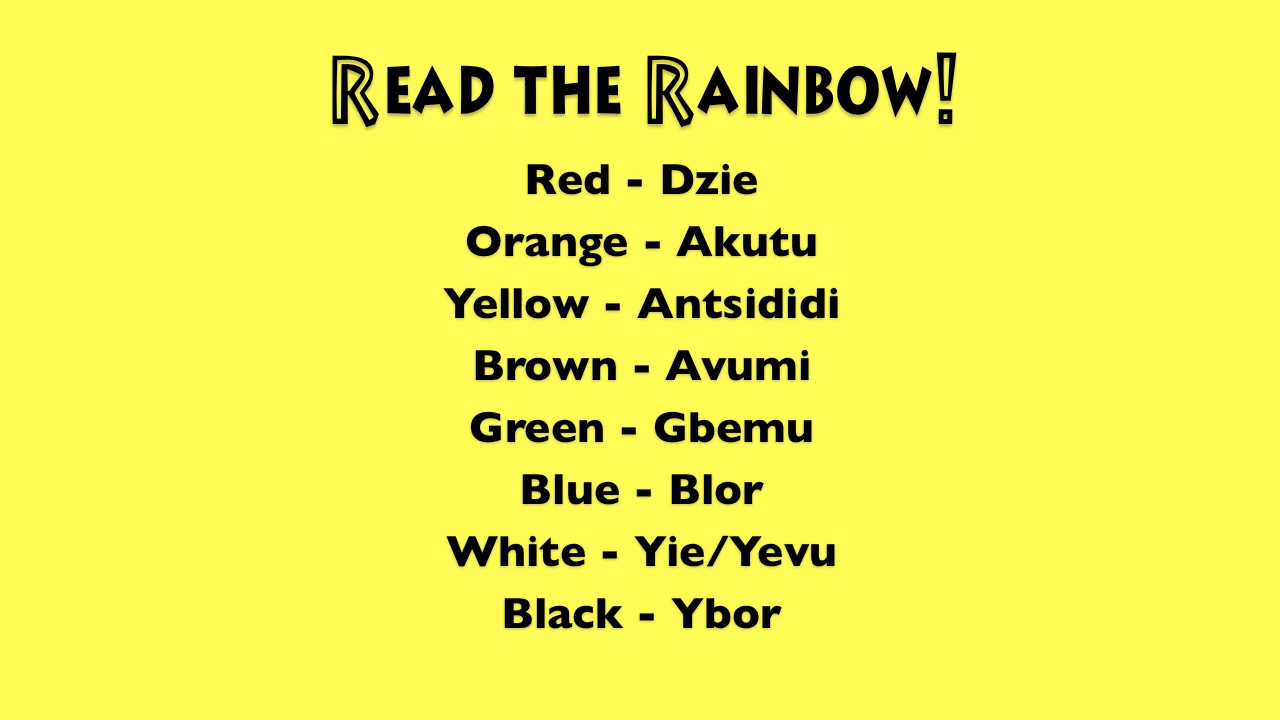 Read the Rainbow!
Red - Dzie
Orange - Akutu
Yellow - Antsididi
Brown - Avumi
Green - Gbemu
Blue - Blor
White - Yie/Yevu
Black - Ybor